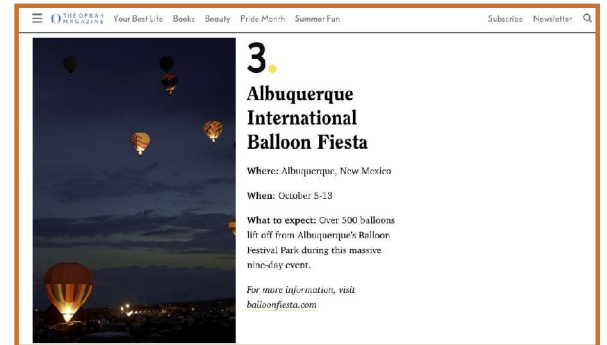 THE OPRAH
MAGAZINE
Your Best Life Books Beauty Pride Month Summer Fun Subscribe Newsletter
3.
Albuquerque
International
Balloon Fiesta
Where: Albuquerque, New Mexico
When: October 5-13
What to expect: Over 500 balloons
lift off from Albuquerque's Balloon
Festival Park during this massive
nine-day event.
For more information, visit
balloonfiesta.com